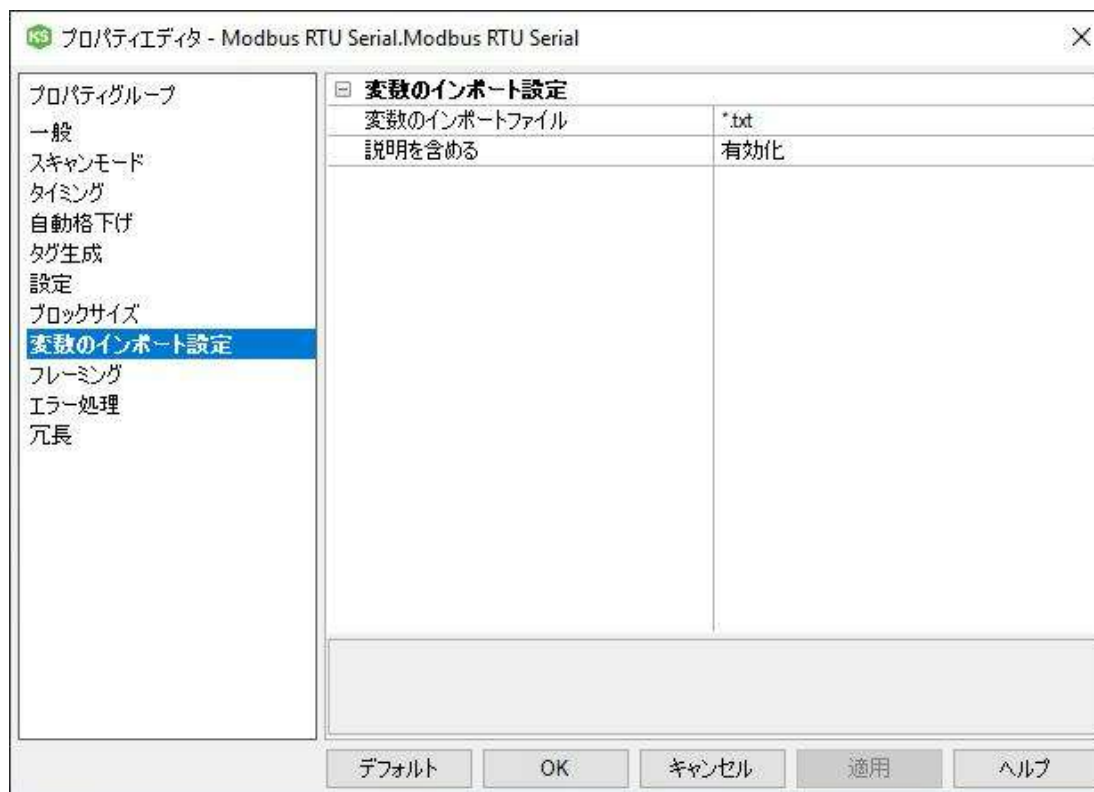 KS プロパティエディタ - Modbus RTU Serial.Modbus RTU Serial
プロパティグループ
一般
スキャンモード
タイミング
自動格下げ
タグ生成
設定
ブロックサイズ
変数のインポート設定
フレーミング
エラー処理
冗長
変数のインポート設定
変数のインポートファイル *.txt
説明を含める 有効化
デフォルト OK キャンセル 適用 ヘルプ